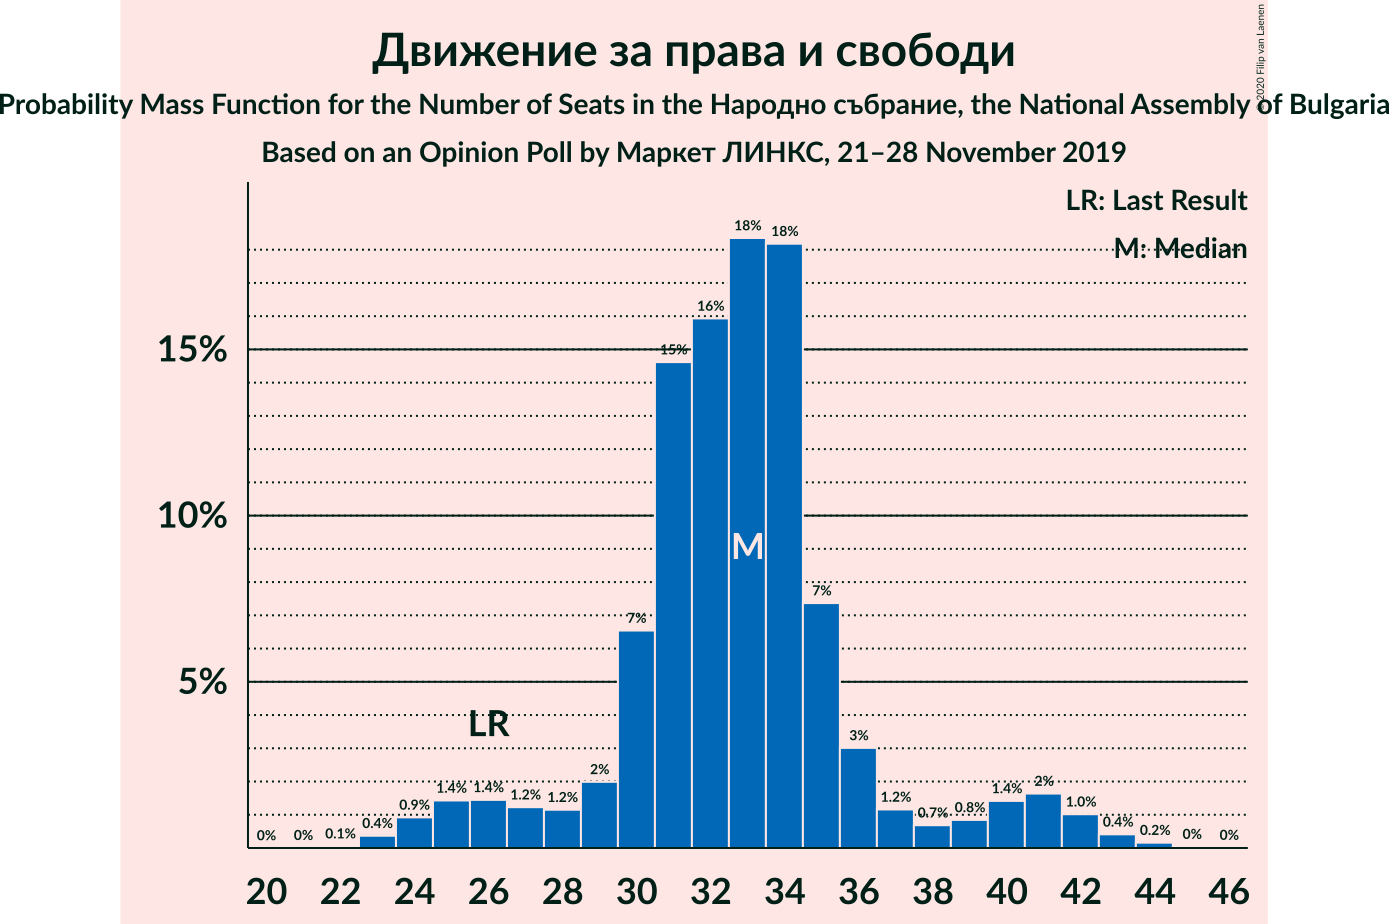 Движение за права и свободи
Probability Mass Function for the Number of Seats in the Народно събрание, the National Assembly of Bulgaria
Based on an Opinion Poll by Маркет ЛИНКС, 21–28 November 2019
© 2020 Filip van Laenen
LR: Last Result
M: Median
18% 18%
16%
15% 15%
10%
M
7%
7%
5%
LR
3%
2%
0% 0% 0.1% 0.4% 0.9% 1.4% 1.4% 1.2% 1.2% 1.2% 0.7% 0.8% 1.4% 2% 1.0% 0.4% 0.2% 0% 0%
20 22 24 26 28 30 32 34 36 38 40 42 44 46